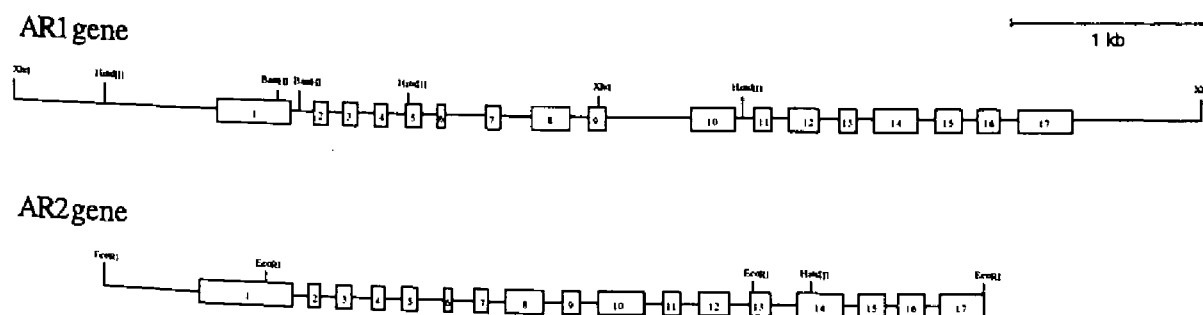 AR1 gene
1 kb
XhoI HindIII BamHI BamHI HindIII XhoI HindIII
1 2 3 4 5 6 7 8 9 10 11 12 13 14 15 16 17
AR2 gene
EcoRI EcoRI EcoRI HindIII EcoRI
1 2 3 4 5 6 7 8 9 10 11 12 13 14 15 16 17